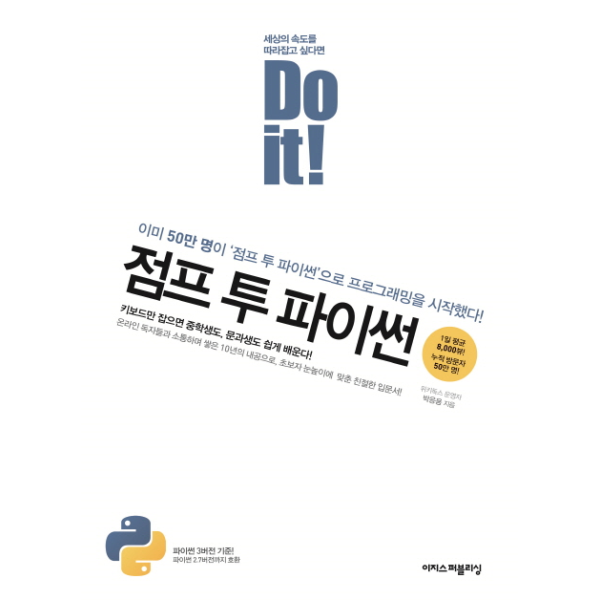 세상의 속도를
따라잡고 싶다면
Do
it!
이미 50만 명이 '점프 투 파이썬'으로 프로그래밍을 시작했다!
점프 투 파이썬
키보드만 잡으면 중학생도, 문과생도 쉽게 배운다!
온라인 독자들과 소통하며 쌓은 10년의 내공으로, 초보자 눈높이에 맞춘 친절한 입문서!
1일 평균
8,000뷰!
누적 방문자
50만 명!
위키독스 운영자
박응용 지음
파이썬 3버전 기준!
파이썬 2.7버전까지 호환
이지스 퍼블리싱